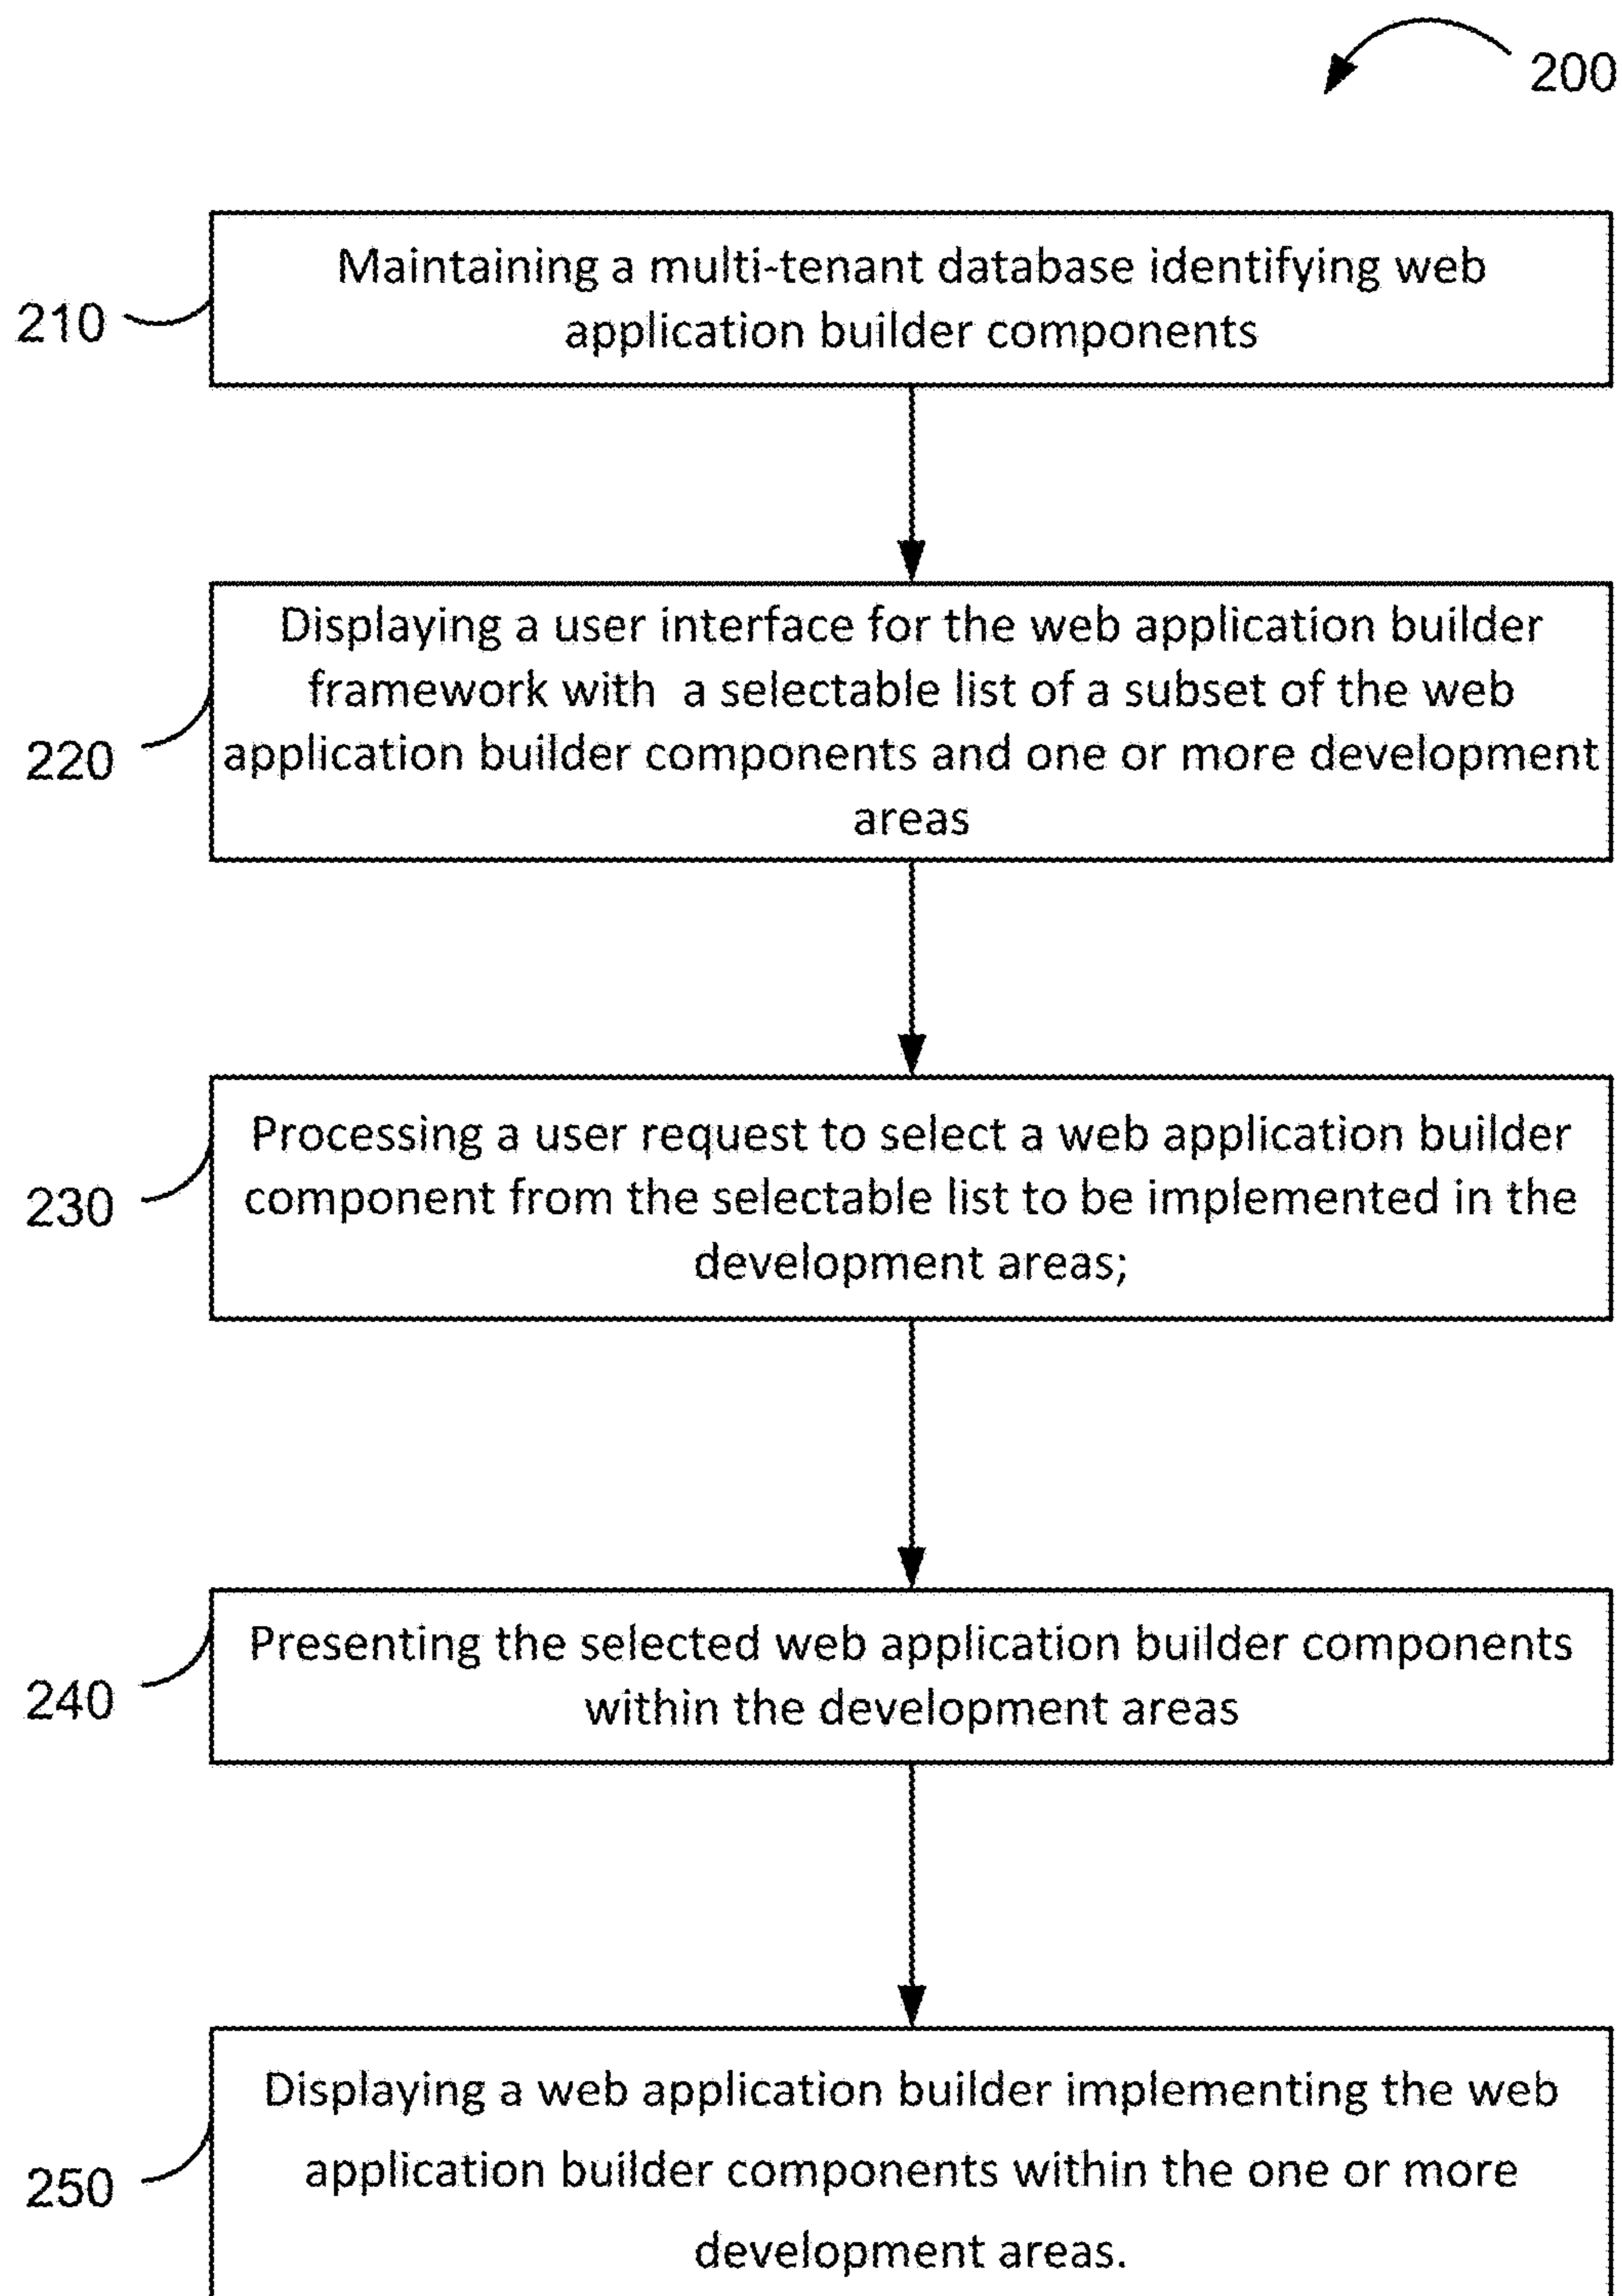 200
210
Maintaining a multi-tenant database identifying web
application builder components
220
Displaying a user interface for the web application builder
framework with a selectable list of a subset of the web
application builder components and one or more development
areas
230
Processing a user request to select a web application builder
component from the selectable list to be implemented in the
development areas;
240
Presenting the selected web application builder components
within the development areas
250
Displaying a web application builder implementing the web
application builder components within the one or more
development areas.